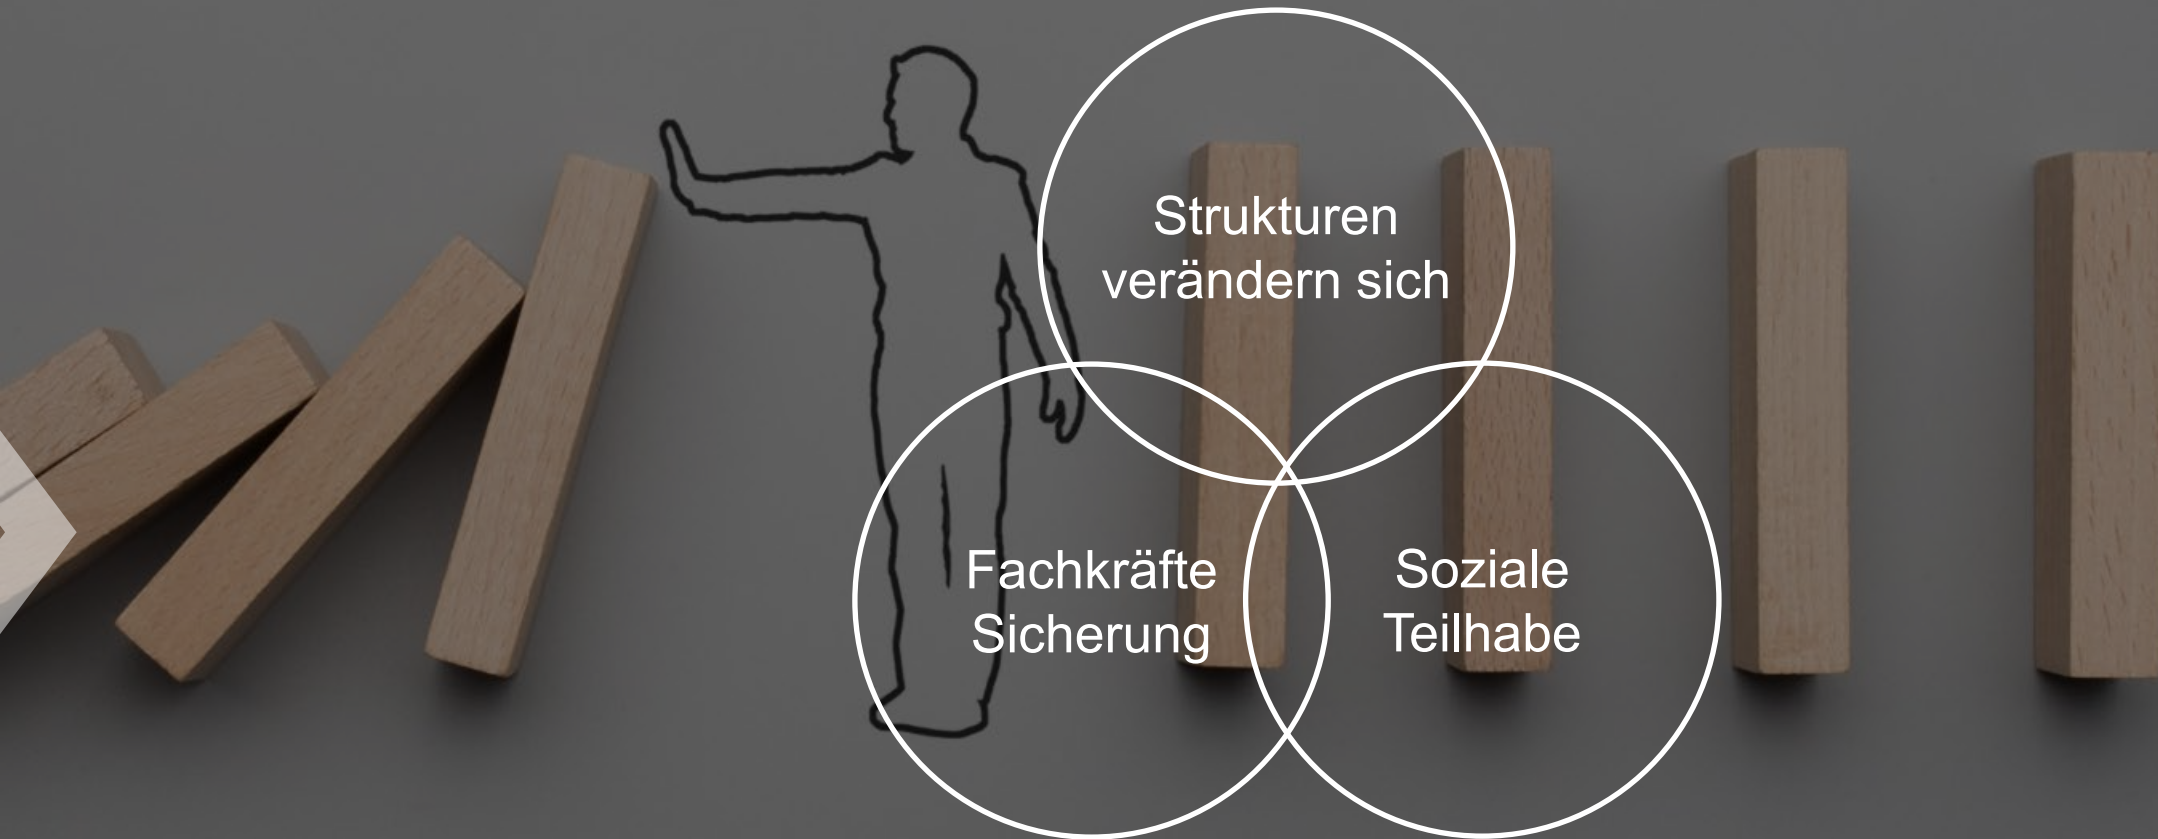 Strukturen
verändern sich
Fachkräfte
Sicherung
Soziale
Teilhabe